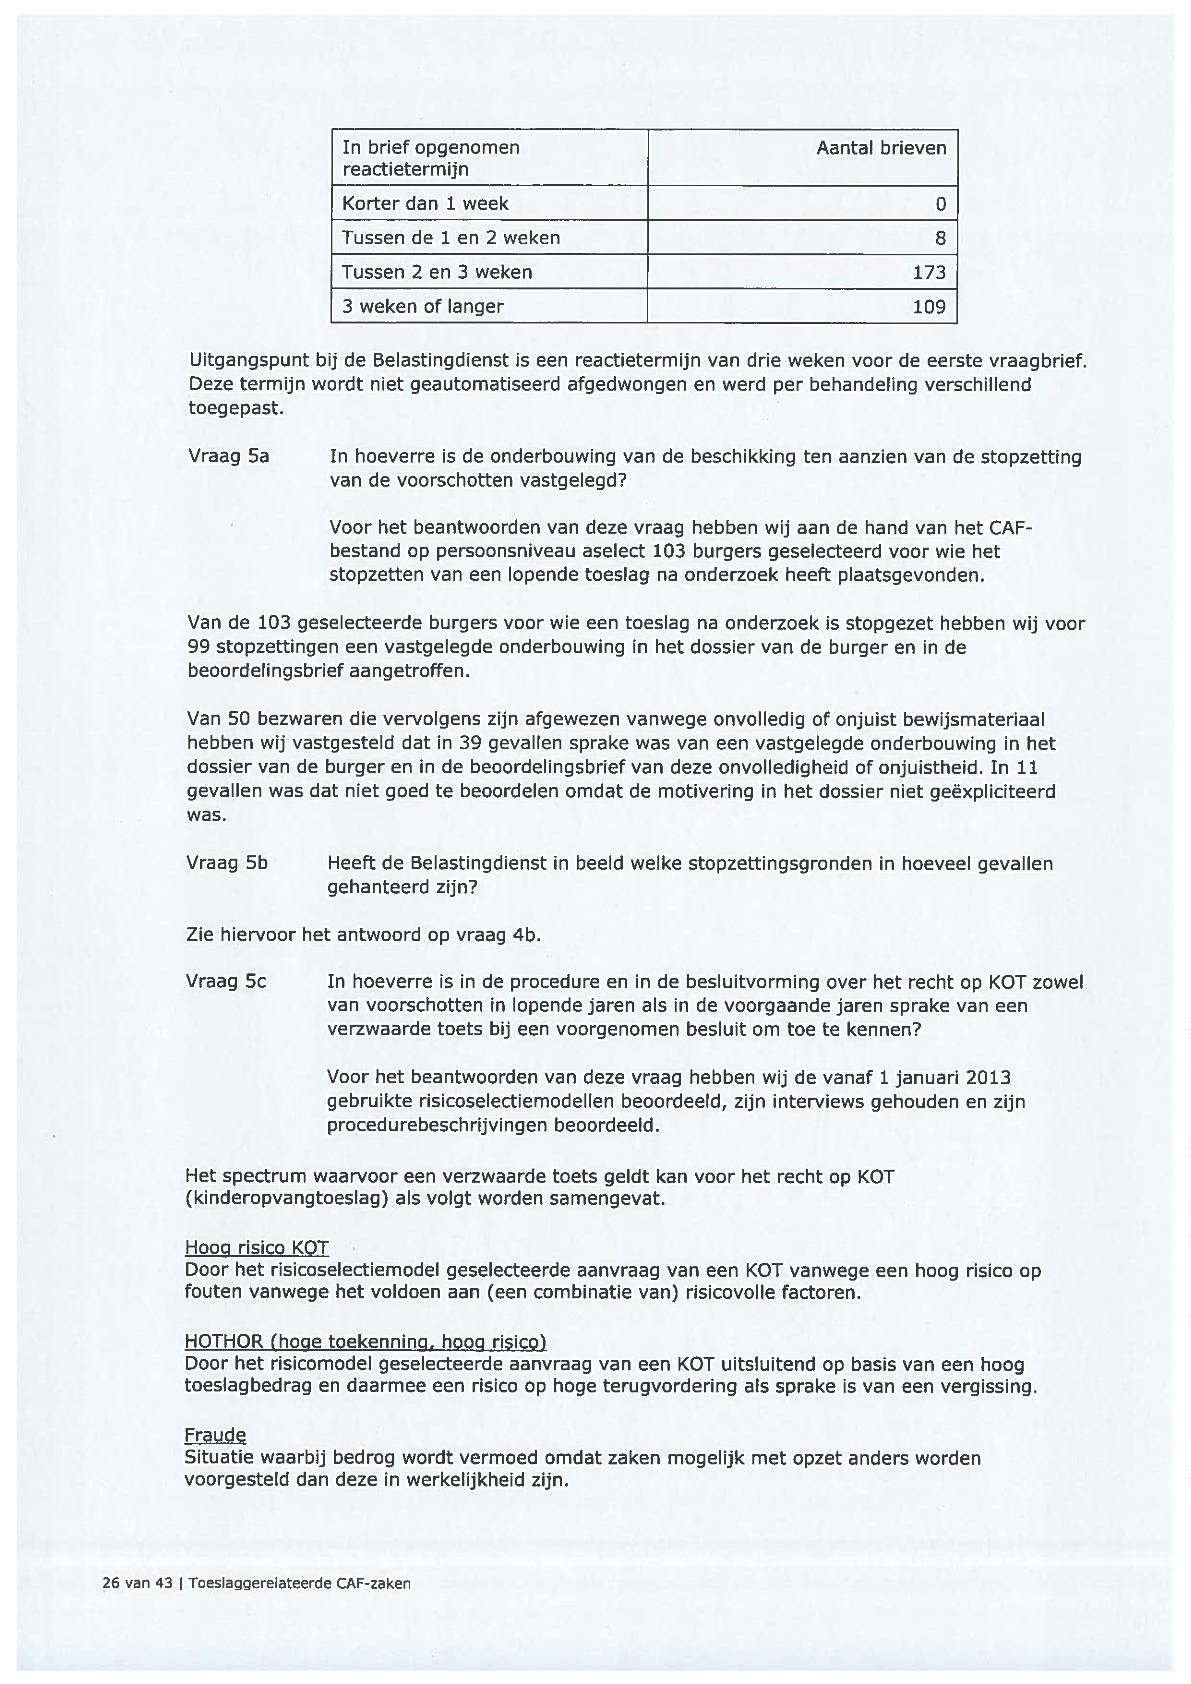 In brief opgenomen
reactietermijn
Aantal brieven
Korter dan 1 week 0
Tussen de 1 en 2 weken 8
Tussen 2 en 3 weken 173
3 weken of langer 109
Uitgangspunt bij de Belastingdienst is een reactietermijn van drie weken voor de eerste vraagbrief.
Deze termijn wordt niet geautomatiseerd afgedwongen en werd per behandeling verschillend
toegepast.
Vraag 5a In hoeverre is de onderbouwing van de beschikking ten aanzien van de stopzetting
van de voorschotten vastgelegd?
Voor het beantwoorden van deze vraag hebben wij aan de hand van het CAF-
bestand op persoonsniveau aselect 103 burgers geselecteerd voor wie het
stopzetten van een lopende toeslag na onderzoek heeft plaatsgevonden.
Van de 103 geselecteerde burgers voor wie een toeslag na onderzoek is stopgezet hebben wij voor
99 stopzettingen een vastgelegde onderbouwing in het dossier van de burger en in de
beoordelingsbrief aangetroffen.
Van 50 bezwaren die vervolgens zijn afgewezen vanwege onvolledig of onjuist bewijsmateriaal
hebben wij vastgesteld dat in 39 gevallen sprake was van een vastgelegde onderbouwing in het
dossier van de burger en in de beoordelingsbrief van deze onvolledigheid of onjuistheid. In 11
gevallen was dat niet goed te beoordelen omdat de motivering in het dossier niet geëxpliciteerd
was.
Vraag 5b Heeft de Belastingdienst in beeld welke stopzettingsgronden in hoeveel gevallen
gehanteerd zijn?
Zie hiervoor het antwoord op vraag 4b.
Vraag 5c In hoeverre is in de procedure en in de besluitvorming over het recht op KOT zowel
van voorschotten in lopende jaren als in de voorgaande jaren sprake van een
verzwaarde toets bij een voorgenomen besluit om toe te kennen?
Voor het beantwoorden van deze vraag hebben wij de vanaf 1 januari 2013
gebruikte risicoselectiemodellen beoordeeld, zijn interviews gehouden en zijn
procedurebeschrijvingen beoordeeld.
Het spectrum waarvoor een verzwaarde toets geldt kan voor het recht op KOT
(kinderopvangtoeslag) als volgt worden samengevat.
Hoog risico KOT
Door het risicoselectiemodel geselecteerde aanvraag van een KOT vanwege een hoog risico op
fouten vanwege het voldoen aan (een combinatie van) risicovolle factoren.
HOTHOR (hoge toekenning, hoog risico)
Door het risicomodel geselecteerde aanvraag van een KOT uitsluitend op basis van een hoog
toeslagbedrag en daarmee een risico op hoge terugvordering als sprake is van een vergissing.
Fraude
Situatie waarbij bedrog wordt vermoed omdat zaken mogelijk met opzet anders worden
voorgesteld dan deze in werkelijkheid zijn.
26 van 43 | Toeslaggerelateerde CAF-zaken